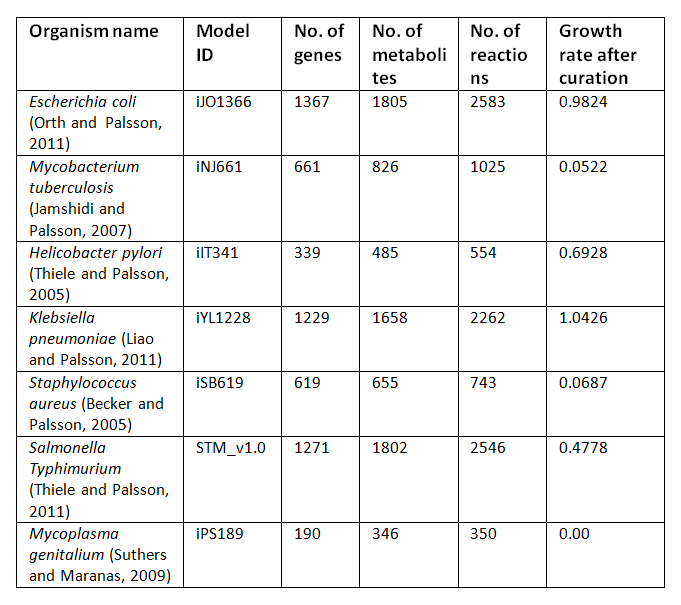 Organism name Model ID No. of genes No. of metaboli tes No. of reactio ns Growth rate after curation
Escherichia coli (Orth and Palsson, 2011) iJO1366 1367 1805 2583 0.9824
Mycobacterium tuberculosis (Jamshidi and Palsson, 2007) iNJ661 661 826 1025 0.0522
Helicobacter pylori (Thiele and Palsson, 2005) iIT341 339 485 554 0.6928
Klebsiella pneumoniae (Liao and Palsson, 2011) iYL1228 1229 1658 2262 1.0426
Staphylococcus aureus (Becker and Palsson, 2005) iSB619 619 655 743 0.0687
Salmonella Typhimurium (Thiele and Palsson, 2011) STM_v1.0 1271 1802 2546 0.4778
Mycoplasma genitalium (Suthers and Maranas, 2009) iPS189 190 346 350 0.00